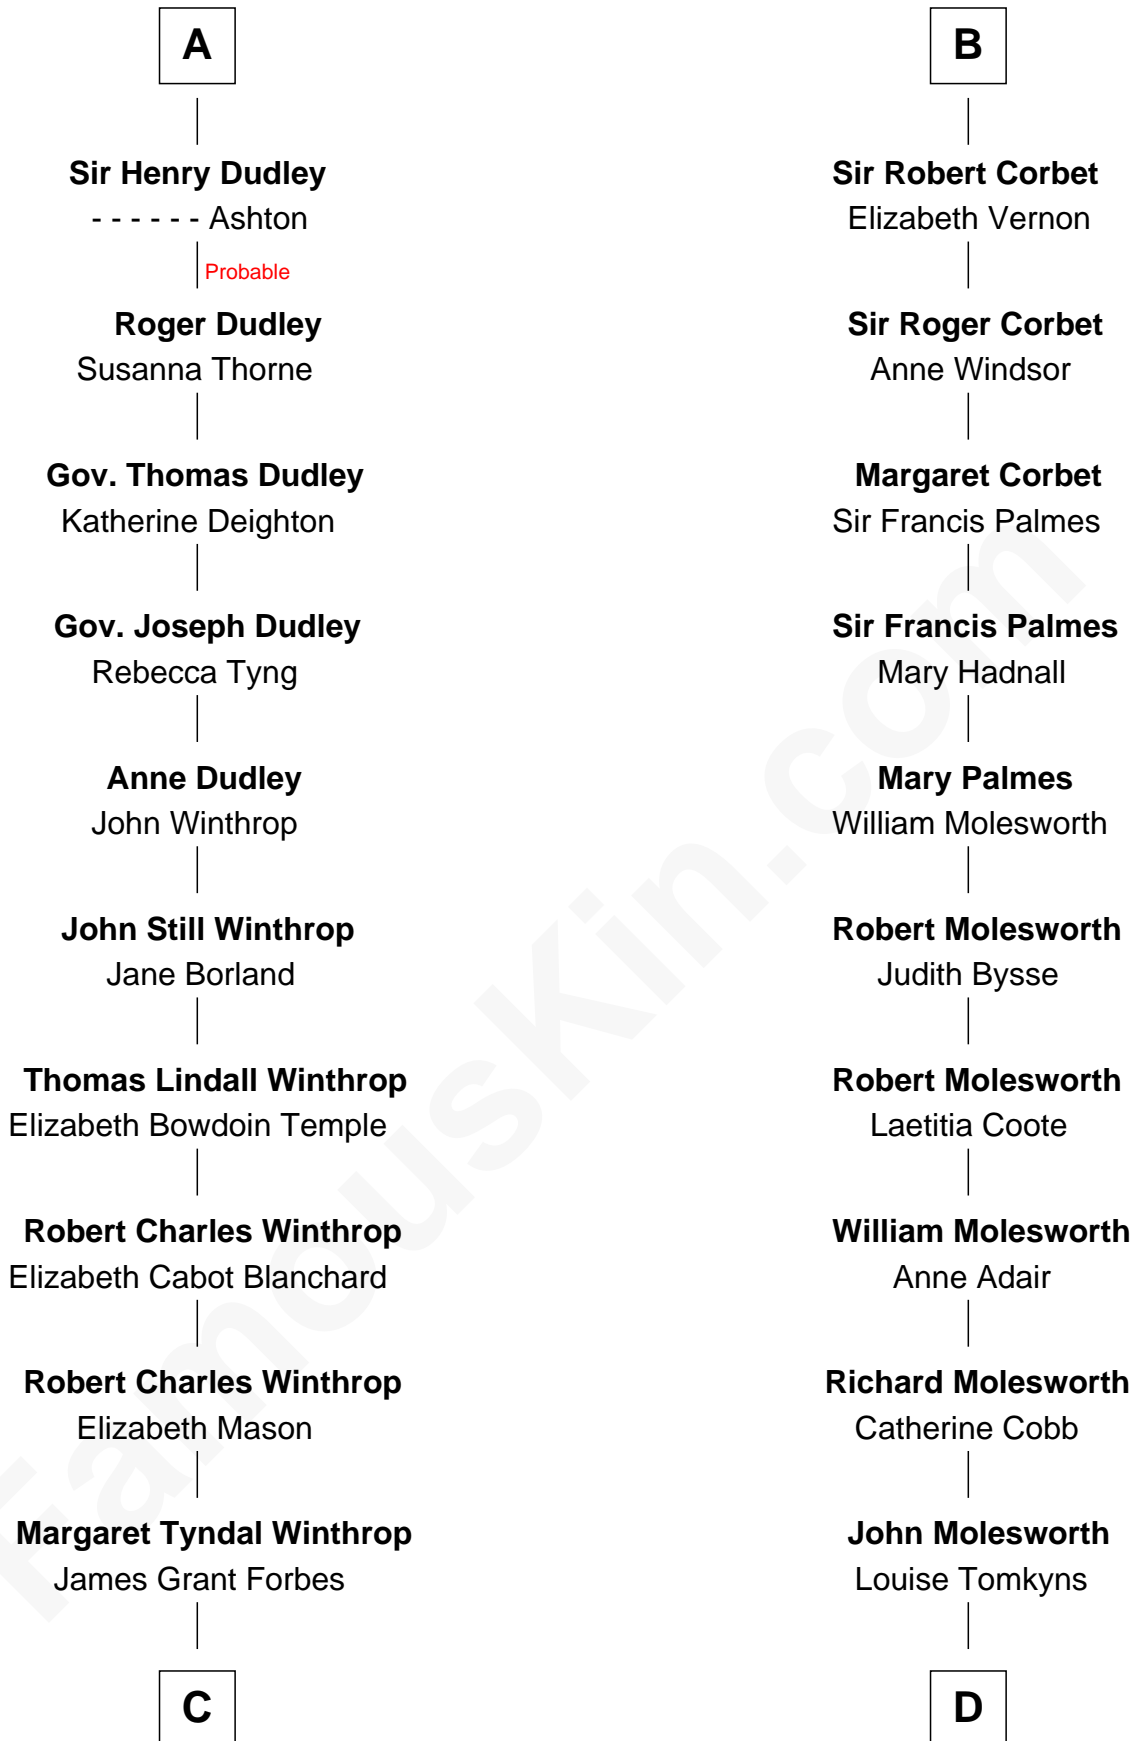 A
Sir Henry Dudley
- - - - - - Ashton
Probable
Roger Dudley
Susanna Thorne
Gov. Thomas Dudley
Katherine Deighton
Gov. Joseph Dudley
Rebecca Tyng
Anne Dudley
John Winthrop
John Still Winthrop
Jane Borland
Thomas Lindall Winthrop
Elizabeth Bowdoin Temple
Robert Charles Winthrop
Elizabeth Cabot Blanchard
Robert Charles Winthrop
Elizabeth Mason
Margaret Tyndal Winthrop
James Grant Forbes
C
B
Sir Robert Corbet
Elizabeth Vernon
Sir Roger Corbet
Anne Windsor
Margaret Corbet
Sir Francis Palmes
Sir Francis Palmes
Mary Hadnall
Mary Palmes
William Molesworth
Robert Molesworth
Judith Bysse
Robert Molesworth
Laetitia Coote
William Molesworth
Anne Adair
Richard Molesworth
Catherine Cobb
John Molesworth
Louise Tomkyns
D
FamousKin.com